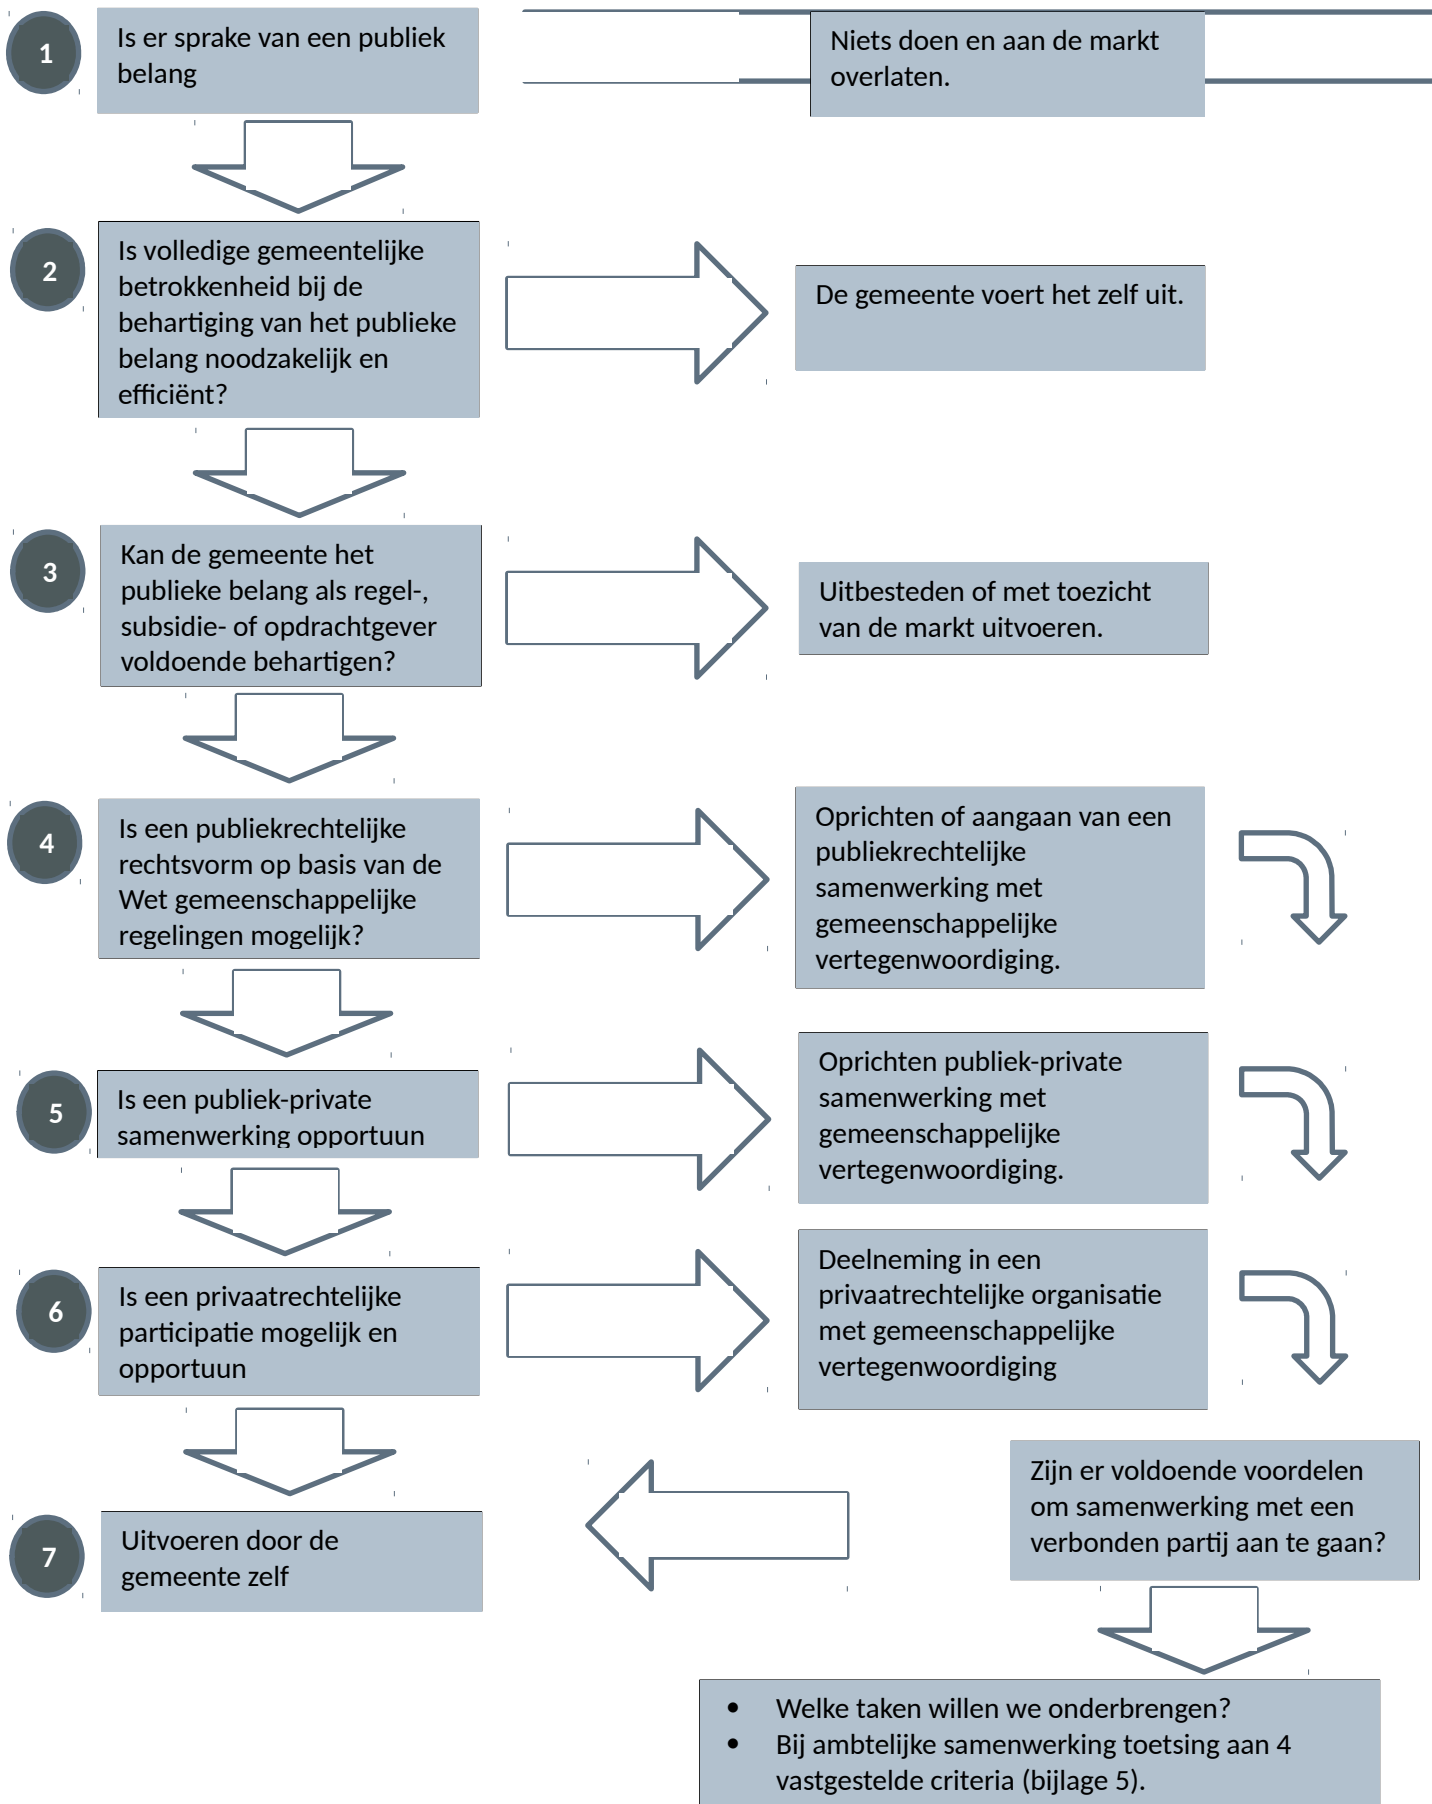 1
Is er sprake van een publiek
belang
Niets doen en aan de markt
overlaten.
2
Is volledige gemeentelijke
betrokkenheid bij de
behartiging van het publieke
belang noodzakelijk en
efficiënt?
De gemeente voert het zelf uit.
3
Kan de gemeente het
publieke belang als regel-,
subsidie- of opdrachtgever
voldoende behartigen?
Uitbesteden of met toezicht
van de markt uitvoeren.
4
Is een publiekrechtelijke
rechtsvorm op basis van de
Wet gemeenschappelijke
regelingen mogelijk?
Oprichten of aangaan van een
publiekrechtelijke
samenwerking met
gemeenschappelijke
vertegenwoordiging.
5
Is een publiek-private
samenwerking opportuun
Oprichten publiek-private
samenwerking met
gemeenschappelijke
vertegenwoordiging.
6
Is een privaatrechtelijke
participatie mogelijk en
opportuun
Deelneming in een
privaatrechtelijke organisatie
met gemeenschappelijke
vertegenwoordiging
7
Uitvoeren door de
gemeente zelf
Zijn er voldoende voordelen
om samenwerking met een
verbonden partij aan te gaan?
• Welke taken willen we onderbrengen?
• Bij ambtelijke samenwerking toetsing aan 4
vastgestelde criteria (bijlage 5).